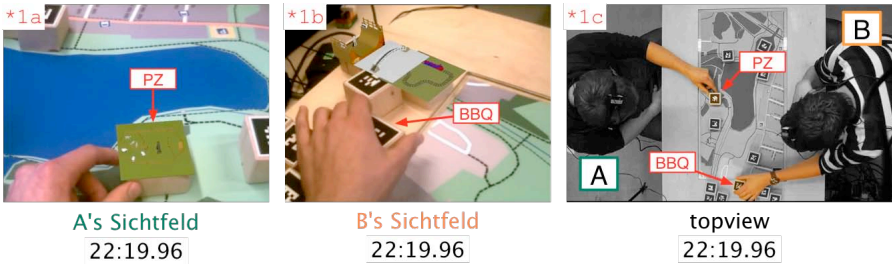 *1a
PZ
A's Sichtfeld
22:19.96
*1b
BBQ
B's Sichtfeld
22:19.96
*1c
B
PZ
BBQ
A
topview
22:19.96